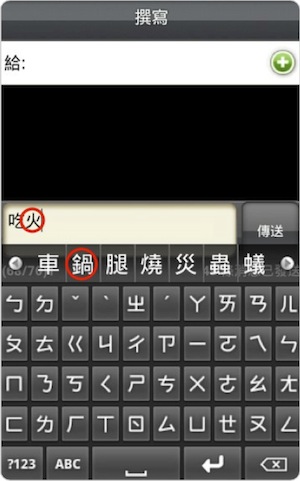 撰寫
給:
吃火
傳送
車 鍋 腿 燒 災 蟲 蟻
ㄅ ㄉ ˇ ˋ ㄓ ˊ ㄚ ㄞ ㄢ ㄦ
ㄆ ㄊ ㄍ ㄐ ㄔ ㄗ ㄧ ㄛ ㄟ ㄣ
ㄇ ㄋ ㄎ ㄑ ㄕ ㄘ ㄨ ㄜ ㄠ ㄤ
ㄈ ㄌ ㄏ ㄒ ㄖ ㄙ ㄩ ㄝ ㄡ ㄥ
?123 ABC